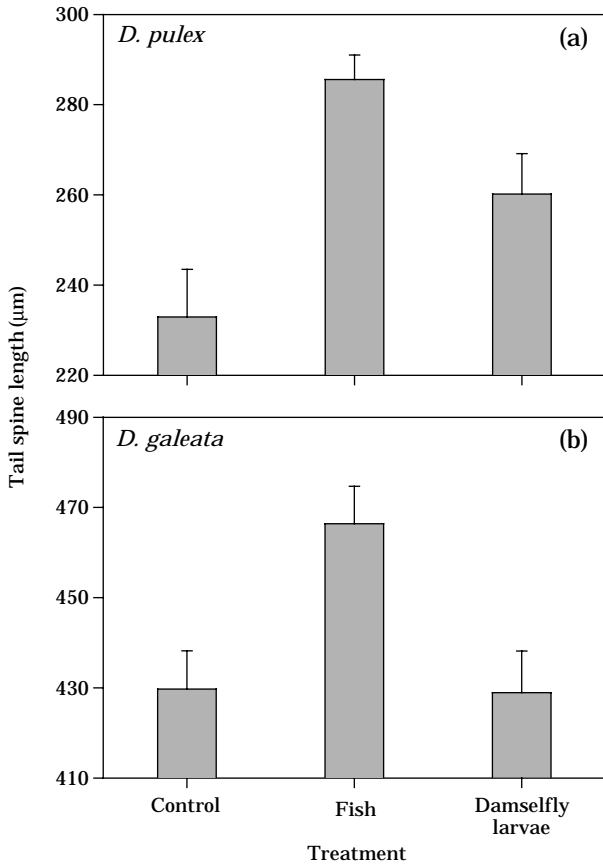 300
D. pulex
(a)
280
260
240
220
Tail spine length (µm)
490
D. galeata
(b)
470
450
430
410
Control
Fish
Damselfly
larvae
Treatment